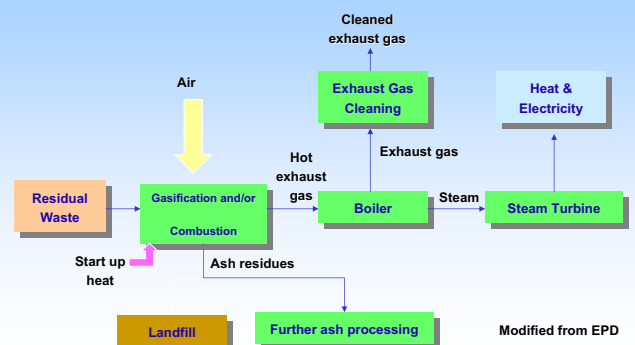 Cleaned
exhaust gas
Air
Exhaust Gas
Cleaning
Heat &
Electricity
Hot
exhaust
gas
Exhaust gas
Residual
Waste
Gasification and/or
Combustion
Boiler
Steam
Steam Turbine
Start up
heat
Ash residues
Landfill
Further ash processing
Modified from EPD